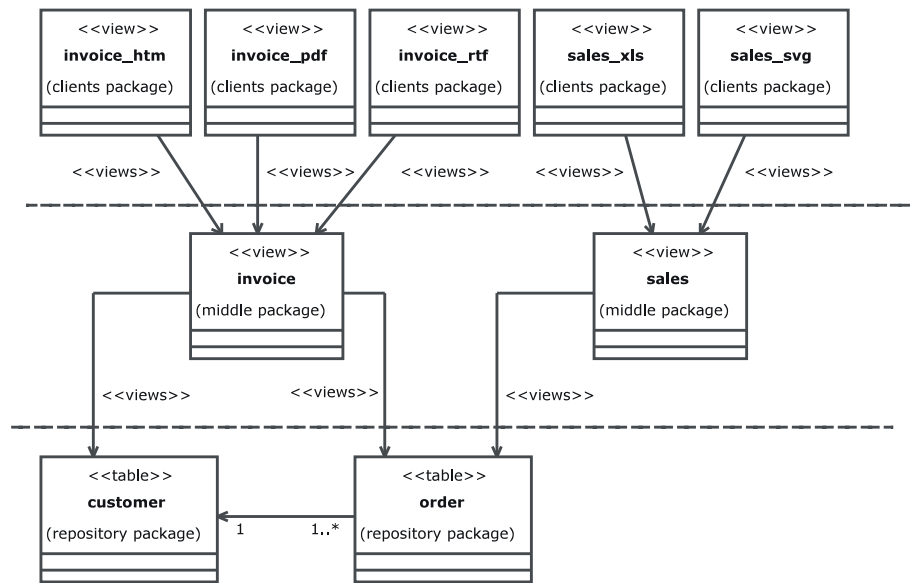 <<view>>
invoice_htm
(clients package)
<<view>>
invoice_pdf
(clients package)
<<view>>
invoice_rtf
(clients package)
<<view>>
sales_xls
(clients package)
<<view>>
sales_svg
(clients package)
<<views>>
<<views>>
<<views>>
<<views>>
<<views>>
<<view>>
invoice
(middle package)
<<view>>
sales
(middle package)
<<views>>
<<views>>
<<views>>
<<table>>
customer
(repository package)
1
1..*
<<table>>
order
(repository package)